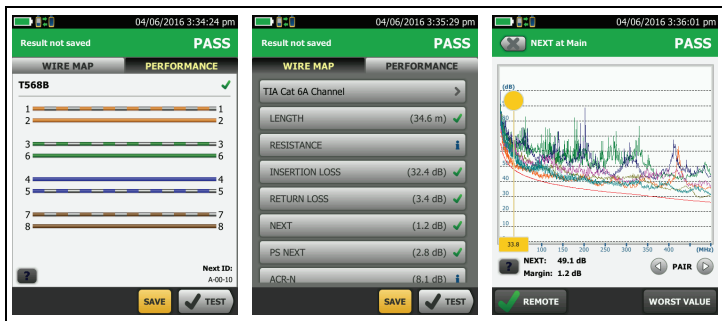 04/06/2016 3:34:24 pm
Result not saved
PASS
WIRE MAP
PERFORMANCE
T568B
1 1
2 2
3 3
6 6
4 4
5 5
7 7
8 8
?
Next ID:
A-00-10
SAVE
TEST
04/06/2016 3:35:29 pm
Result not saved
PASS
WIRE MAP
PERFORMANCE
TIA Cat 6A Channel
LENGTH (34.6 m)
RESISTANCE i
INSERTION LOSS (32.4 dB)
RETURN LOSS (3.4 dB)
NEXT (1.2 dB)
PS NEXT (2.8 dB)
ACR-N (8.1 dB) i
SAVE
TEST
04/06/2016 3:36:01 pm
NEXT at Main
PASS
(dB)
50
40
30
20
10
33.8
100 150 200 250 300 350 400 (MHz)
?
NEXT: 49.1 dB
Margin: 1.2 dB
PAIR
REMOTE
WORST VALUE